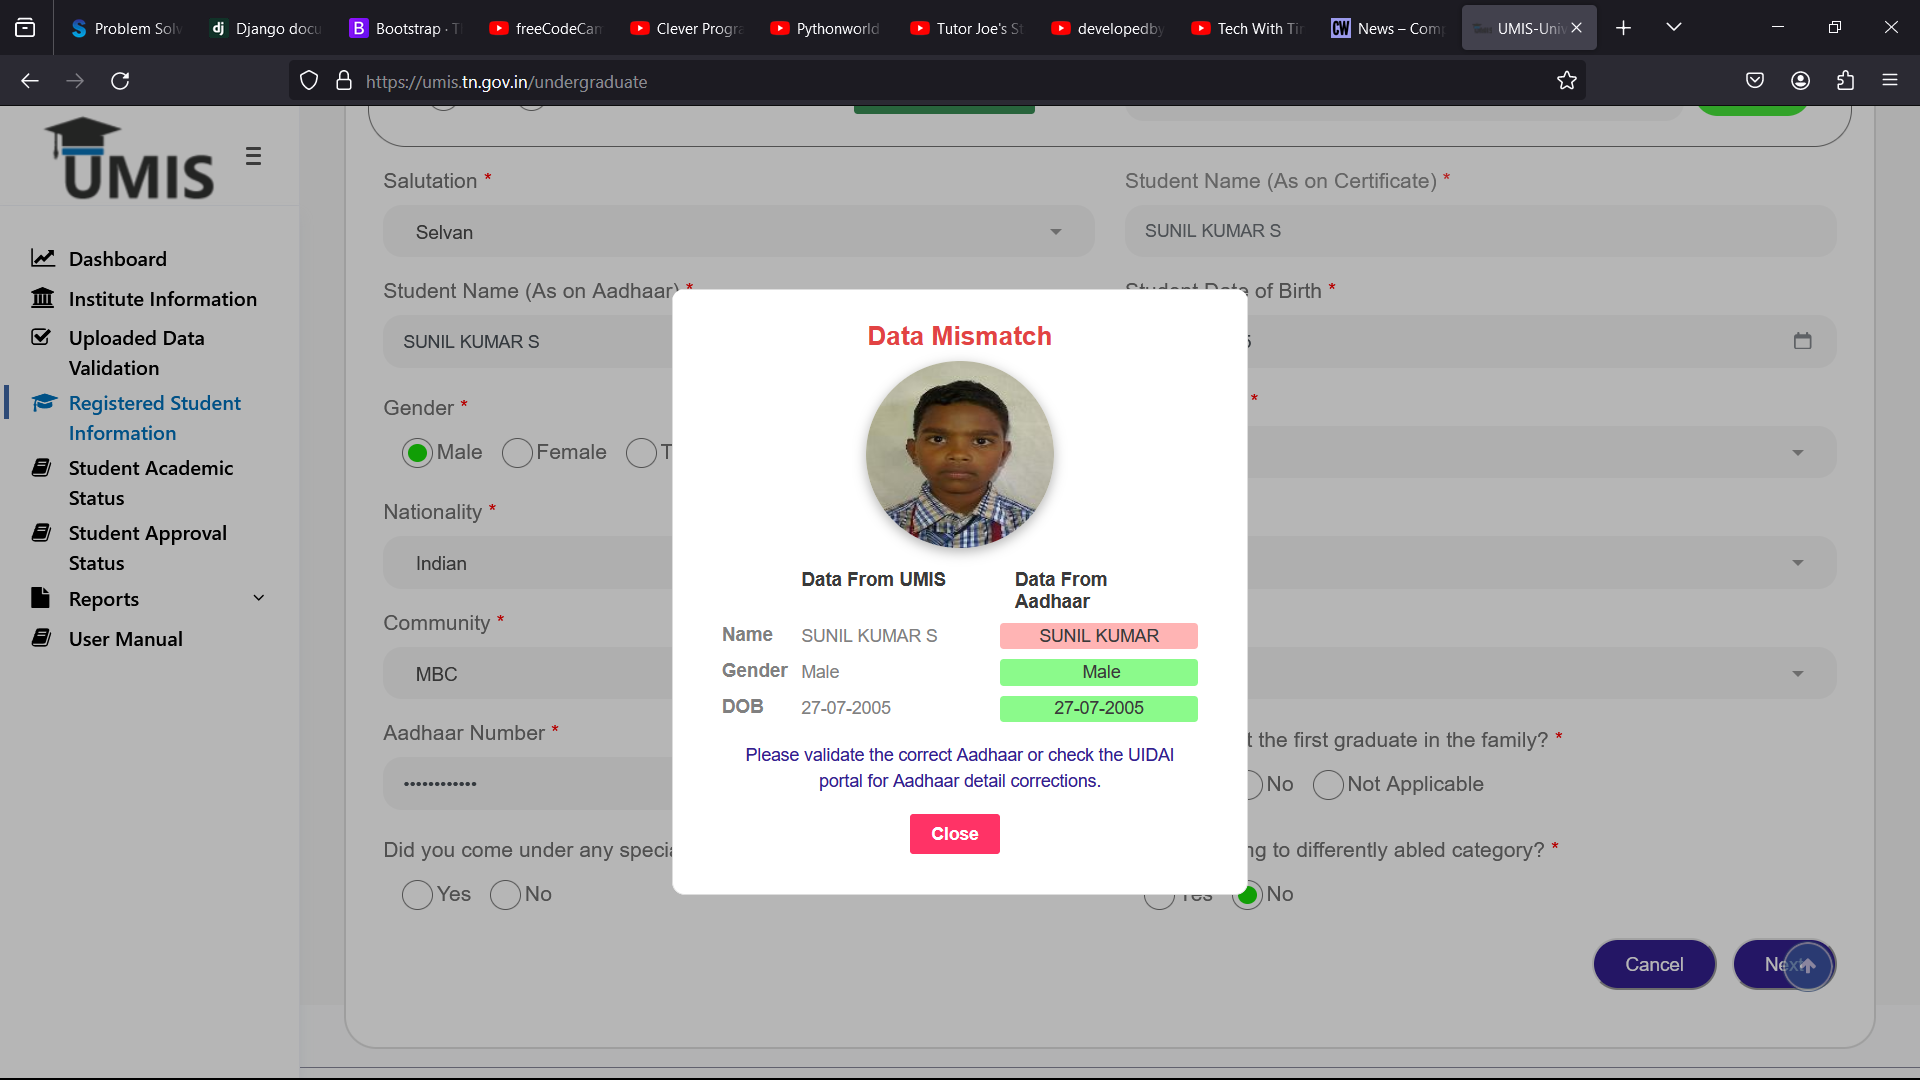 Problem Solv
dj Django docu
B Bootstrap · T
freeCodeCam
Clever Progra
Pythonworld
Tutor Joe's St
developedby
Tech With Tim
CW News – Comp
UMIS-Univ
https://umis.tn.gov.in/undergraduate
UMIS
Dashboard
Institute Information
Uploaded Data
Validation
Registered Student
Information
Student Academic
Status
Student Approval
Status
Reports
User Manual
Salutation *
Student Name (As on Certificate) *
Selvan
SUNIL KUMAR S
Student Name (As on Aadhaar) *
Student Date of Birth *
SUNIL KUMAR S
5
Gender *
*
Male Female T
Nationality *
Indian
Community *
MBC
Aadhaar Number *
t the first graduate in the family? *
••••••••••••
No Not Applicable
Did you come under any specia
ng to differently abled category? *
Yes No
Yes No
Cancel
Next
Data Mismatch
Data From UMIS
Data From
Aadhaar
Name SUNIL KUMAR S SUNIL KUMAR
Gender Male Male
DOB 27-07-2005 27-07-2005
Please validate the correct Aadhaar or check the UIDAI
portal for Aadhaar detail corrections.
Close